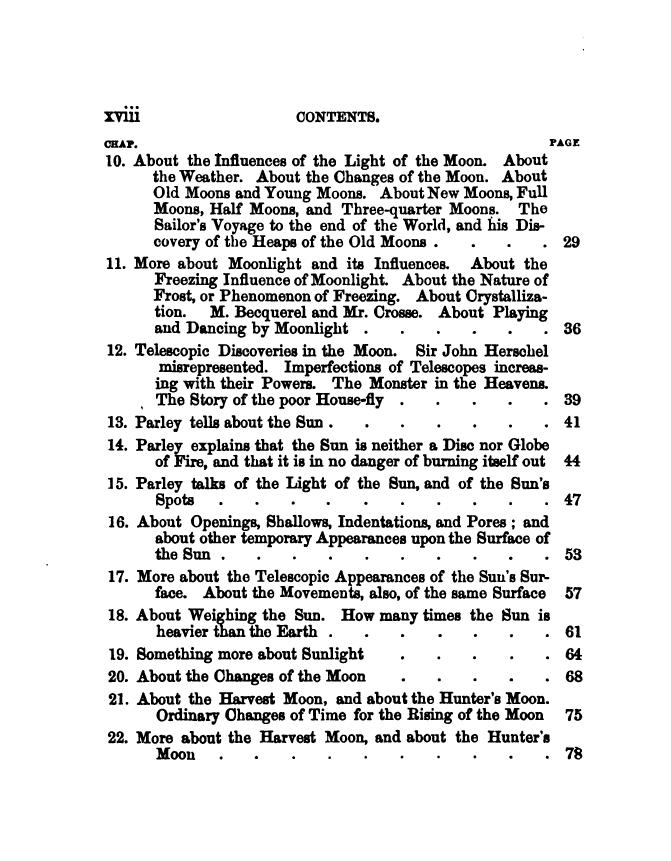 xviii CONTENTS.
CHAP. PAGE
10. About the Influences of the Light of the Moon. About
the Weather. About the Changes of the Moon. About
Old Moons and Young Moons. About New Moons, Full
Moons, Half Moons, and Three-quarter Moons. The
Sailor's Voyage to the end of the World, and his Dis-
covery of the Heaps of the Old Moons . . . . 29
11. More about Moonlight and its Influences. About the
Freezing Influence of Moonlight. About the Nature of
Frost, or Phenomenon of Freezing. About Crystalliza-
tion. M. Becquerel and Mr. Crosse. About Playing
and Dancing by Moonlight . . . . . . 36
12. Telescopic Discoveries in the Moon. Sir John Herschel
misrepresented. Imperfections of Telescopes increas-
ing with their Powers. The Monster in the Heavens.
The Story of the poor House-fly . . . . . 39
13. Parley tells about the Sun . . . . . . . 41
14. Parley explains that the Sun is neither a Disc nor Globe
of Fire, and that it is in no danger of burning itself out 44
15. Parley talks of the Light of the Sun, and of the Sun's
Spots . . . . . . . . . . 47
16. About Openings, Shallows, Indentations, and Pores ; and
about other temporary Appearances upon the Surface of
the Sun . . . . . . . . . . 53
17. More about the Telescopic Appearances of the Sun's Sur-
face. About the Movements, also, of the same Surface 57
18. About Weighing the Sun. How many times the Sun is
heavier than the Earth . . . . . . . 61
19. Something more about Sunlight . . . . . 64
20. About the Changes of the Moon . . . . . 68
21. About the Harvest Moon, and about the Hunter's Moon.
Ordinary Changes of Time for the Rising of the Moon 75
22. More about the Harvest Moon, and about the Hunter's
Moon . . . . . . . . . . 78